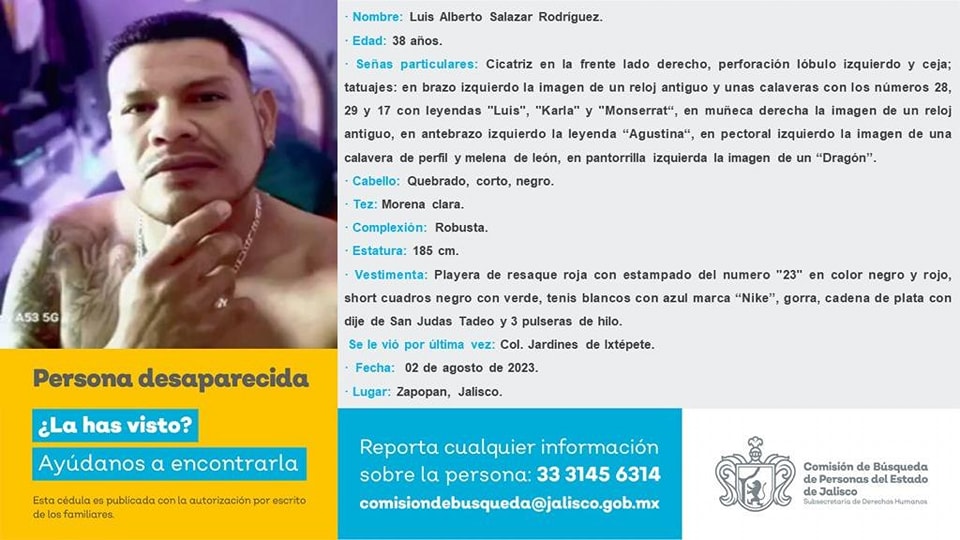 · Nombre: Luis Alberto Salazar Rodríguez.
· Edad: 38 años.
· Señas particulares: Cicatriz en la frente lado derecho, perforación lóbulo izquierdo y ceja;
tatuajes: en brazo izquierdo la imagen de un reloj antiguo y unas calaveras con los números 28,
29 y 17 con leyendas "Luis", "Karla" y "Monserrat“, en muñeca derecha la imagen de un reloj
antiguo, en antebrazo izquierdo la leyenda “Agustina“, en pectoral izquierdo la imagen de una
calavera de perfil y melena de león, en pantorrilla izquierda la imagen de un “Dragón”.
· Cabello: Quebrado, corto, negro.
· Tez: Morena clara.
· Complexión: Robusta.
· Estatura: 185 cm.
· Vestimenta: Playera de resaque roja con estampado del numero "23" en color negro y rojo,
short cuadros negro con verde, tenis blancos con azul marca “Nike”, gorra, cadena de plata con
dije de San Judas Tadeo y 3 pulseras de hilo.
Se le vió por última vez: Col. Jardines de Ixtépete.
· Fecha: 02 de agosto de 2023.
· Lugar: Zapopan, Jalisco.
A53 5G
Persona desaparecida
¿La has visto?
Ayúdanos a encontrarla
Esta cédula es publicada con la autorización por escrito
de los familiares.
Reporta cualquier información
sobre la persona: 33 3145 6314
comisiondebusqueda@jalisco.gob.mx
Comisión de Búsqueda
de Personas del Estado
de Jalisco
Subsecretaría de Derechos Humanos